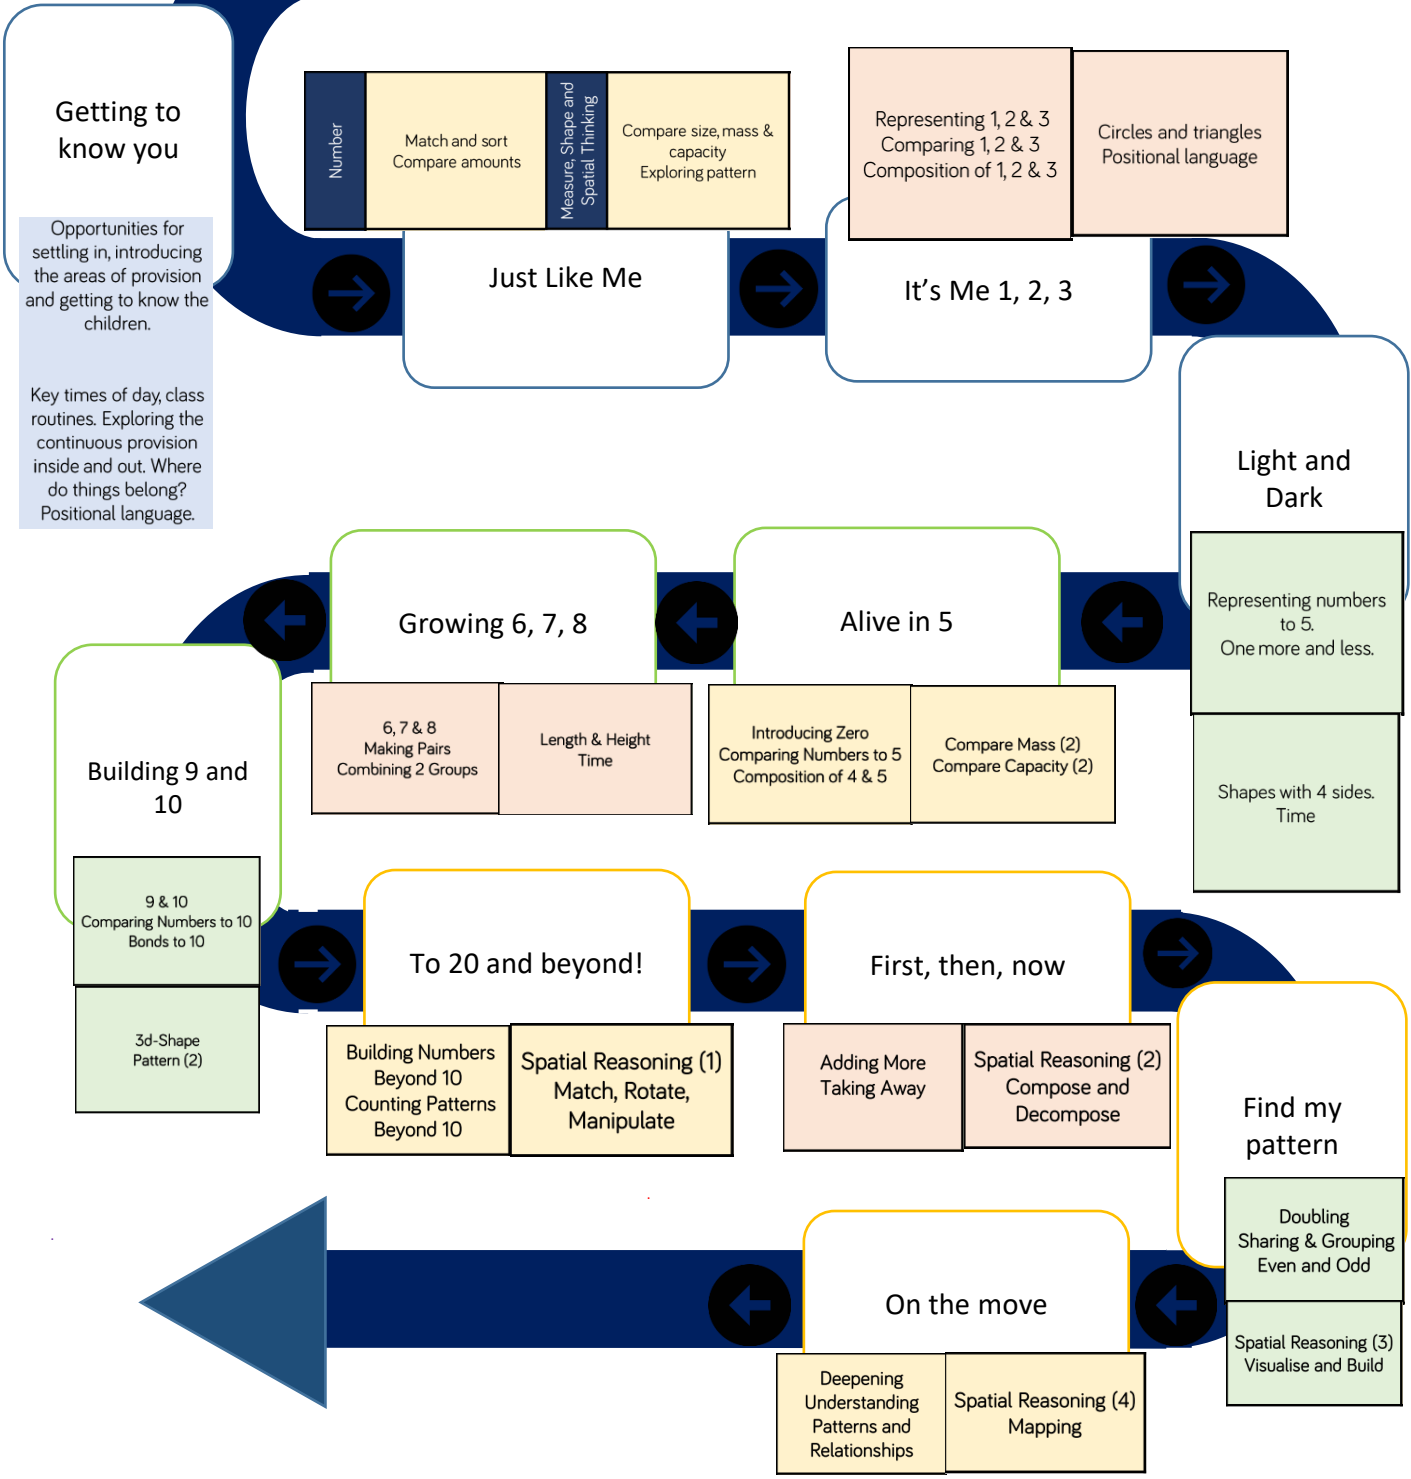 Getting to
know you
Opportunities for
settling in, introducing
the areas of provision
and getting to know the
children.
Key times of day, class
routines. Exploring the
continuous provision
inside and out. Where
do things belong?
Positional language.
Number
Match and sort
Compare amounts
Measure, Shape and
Spatial Thinking
Compare size, mass &
capacity
Exploring pattern
Just Like Me
Representing 1, 2 & 3
Comparing 1, 2 & 3
Composition of 1, 2 & 3
Circles and triangles
Positional language
It's Me 1, 2, 3
Light and
Dark
Representing numbers
to 5.
One more and less.
Shapes with 4 sides.
Time
Alive in 5
Introducing Zero
Comparing Numbers to 5
Composition of 4 & 5
Compare Mass (2)
Compare Capacity (2)
Growing 6, 7, 8
6, 7 & 8
Making Pairs
Combining 2 Groups
Length & Height
Time
Building 9 and
10
9 & 10
Comparing Numbers to 10
Bonds to 10
3d-Shape
Pattern (2)
To 20 and beyond!
Building Numbers
Beyond 10
Counting Patterns
Beyond 10
Spatial Reasoning (1)
Match, Rotate,
Manipulate
First, then, now
Adding More
Taking Away
Spatial Reasoning (2)
Compose and
Decompose
Find my
pattern
Doubling
Sharing & Grouping
Even and Odd
Spatial Reasoning (3)
Visualise and Build
On the move
Deepening
Understanding
Patterns and
Relationships
Spatial Reasoning (4)
Mapping